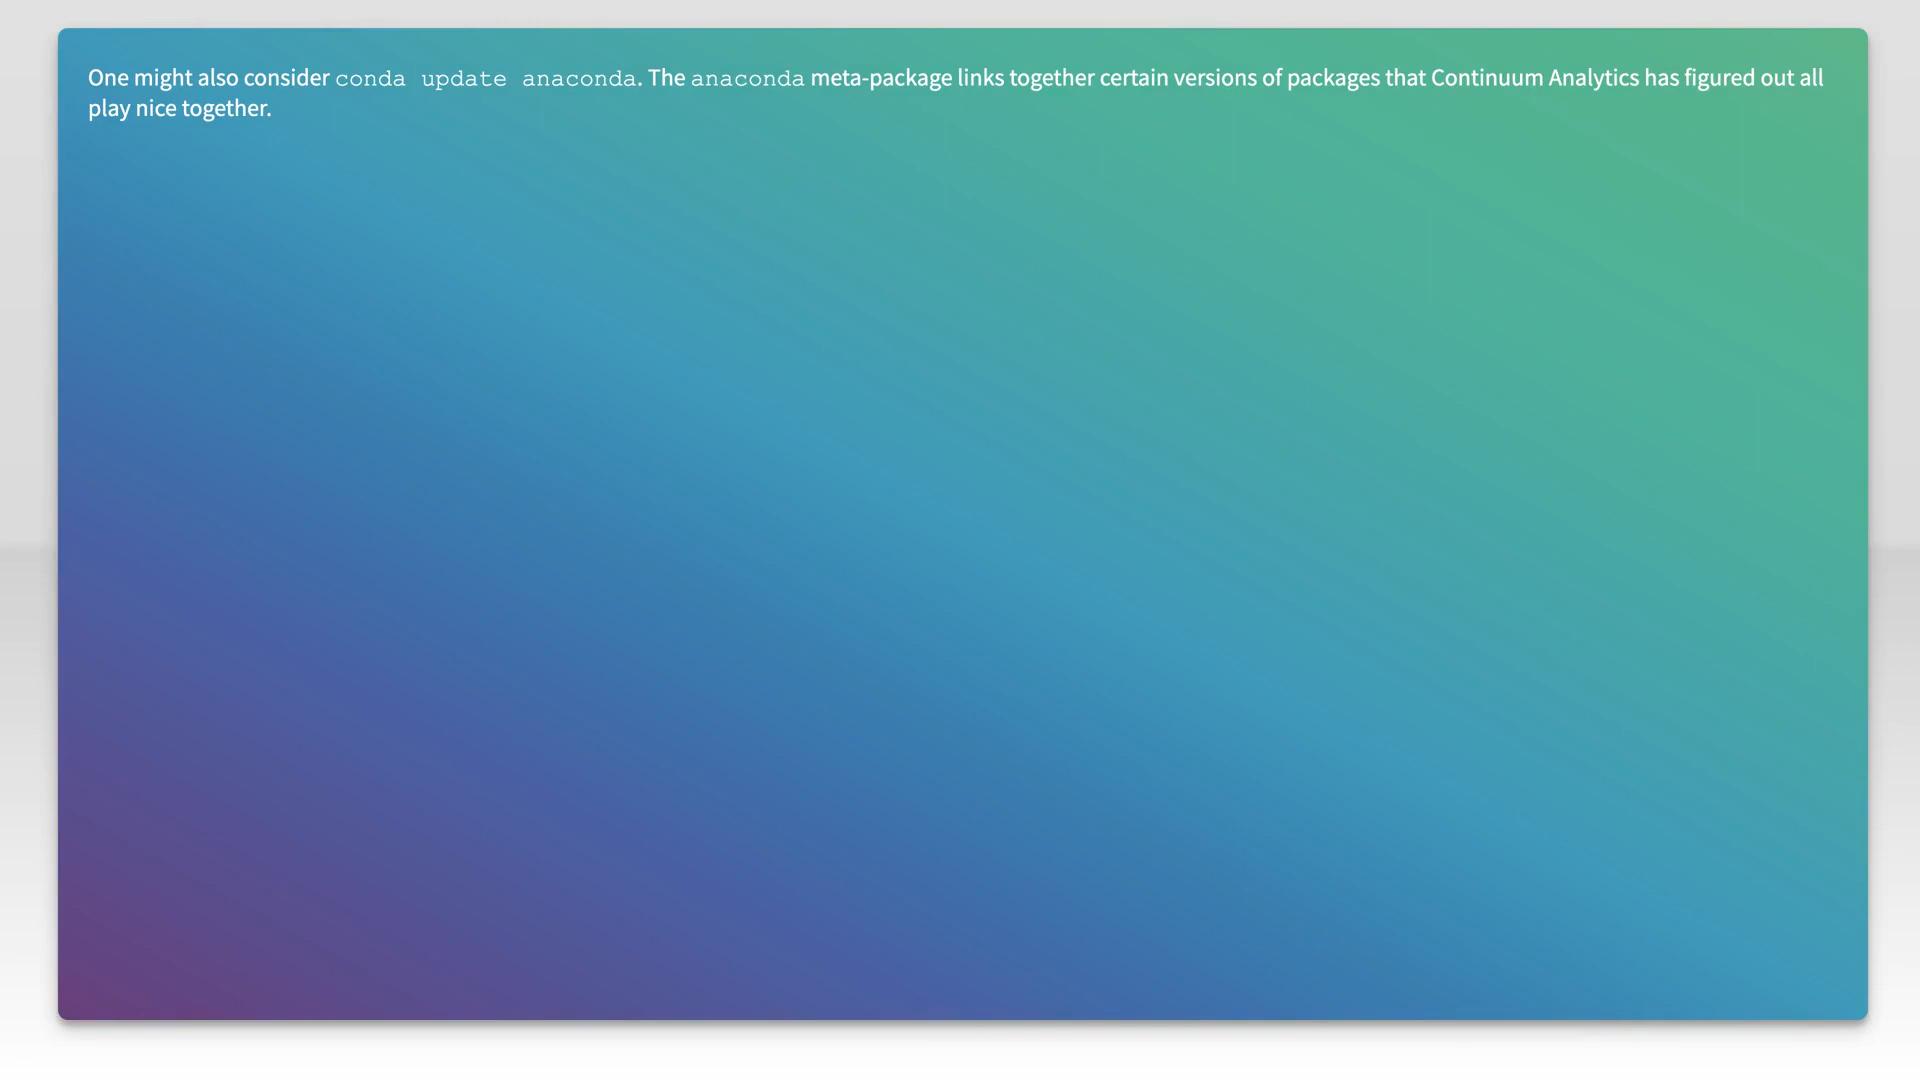 One might also consider conda update anaconda. The anaconda meta-package links together certain versions of packages that Continuum Analytics has figured out all
play nice together.